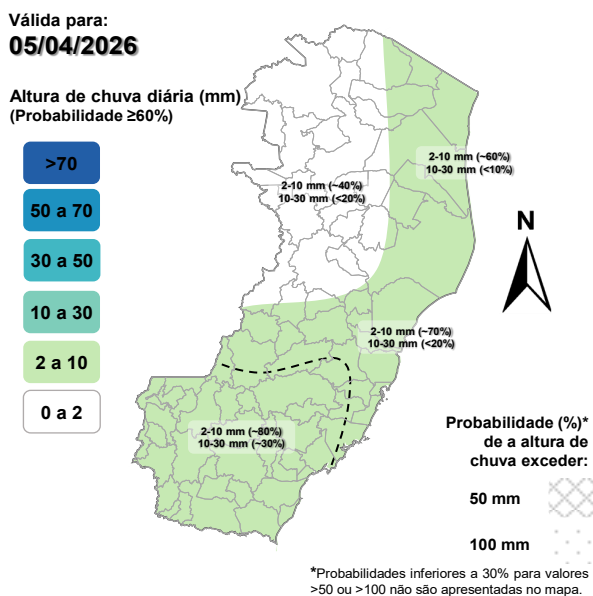 Válida para:
05/04/2026
Altura de chuva diária (mm)
(Probabilidade ≥60%)
>70
50 a 70
30 a 50
10 a 30
2 a 10
0 a 2
2-10 mm (~60%)
10-30 mm (<10%)
2-10 mm (~40%)
10-30 mm (<20%)
N
2-10 mm (~70%)
10-30 mm (<20%)
2-10 mm (~80%)
10-30 mm (~30%)
Probabilidade (%)*
de a altura de
chuva exceder:
50 mm
100 mm
*Probabilidades inferiores a 30% para valores
>50 ou >100 não são apresentadas no mapa.